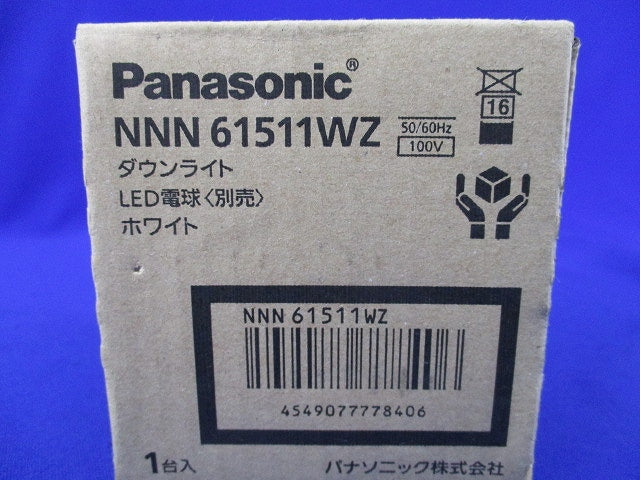 Panasonic®
NNN 61511WZ
50/60Hz
100V
16
ダウンライト
LED電球〈別売〉
ホワイト
NNN 61511WZ
4549077778406
1台入
パナソニック株式会社